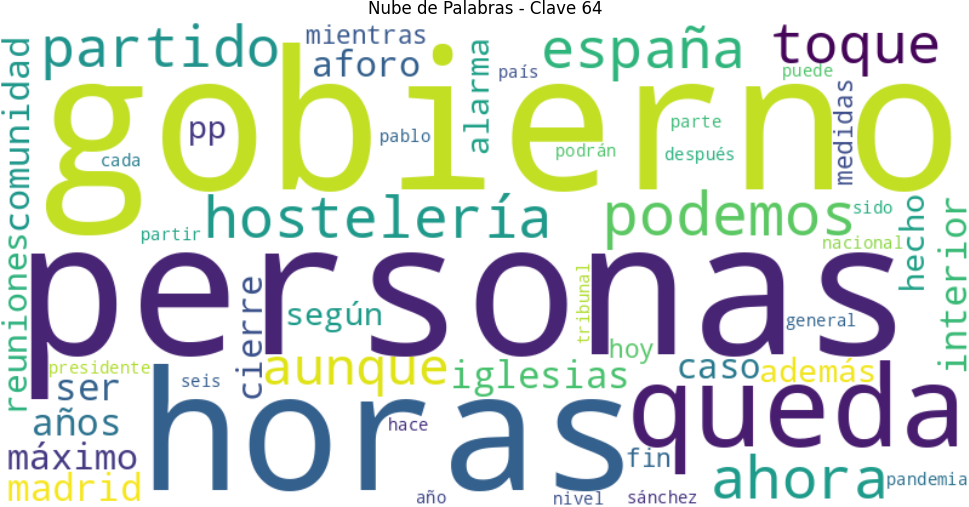 Nube de Palabras - Clave 64
partido
mientras
aforo
alarma
país
españa
toque
puede
comunidad
gobierno
pp
pablo
cada
parte
podrán
después
medidas
hostelería
podemos
sido
partir
nacional
hecho
interior
reuniones
personas
cierre
según
tribunal
general
hoy
presidente
aunque
iglesias
caso
además
ser
seis
años
horas
hace
queda
máximo
fin
madrid
ahora
pandemia
año
nivel
sánchez